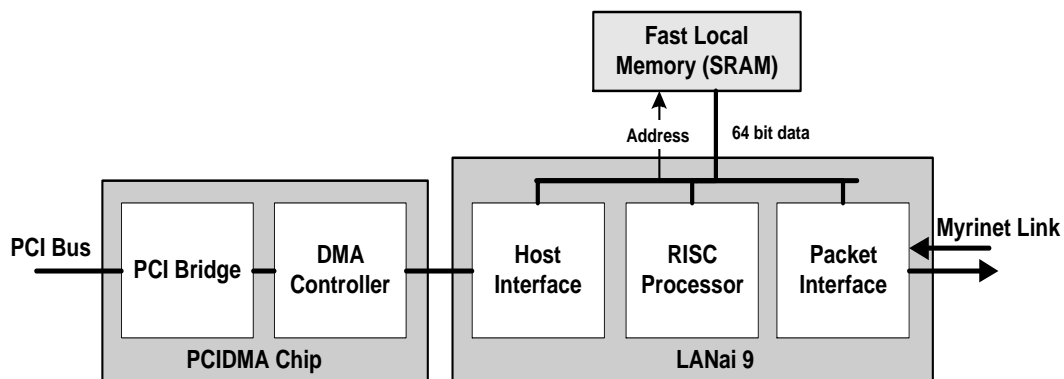 Fast Local
Memory (SRAM)
Address
64 bit data
PCI Bus
PCI Bridge
DMA
Controller
Host
Interface
RISC
Processor
Packet
Interface
Myrinet Link
PCIDMA Chip
LANai 9